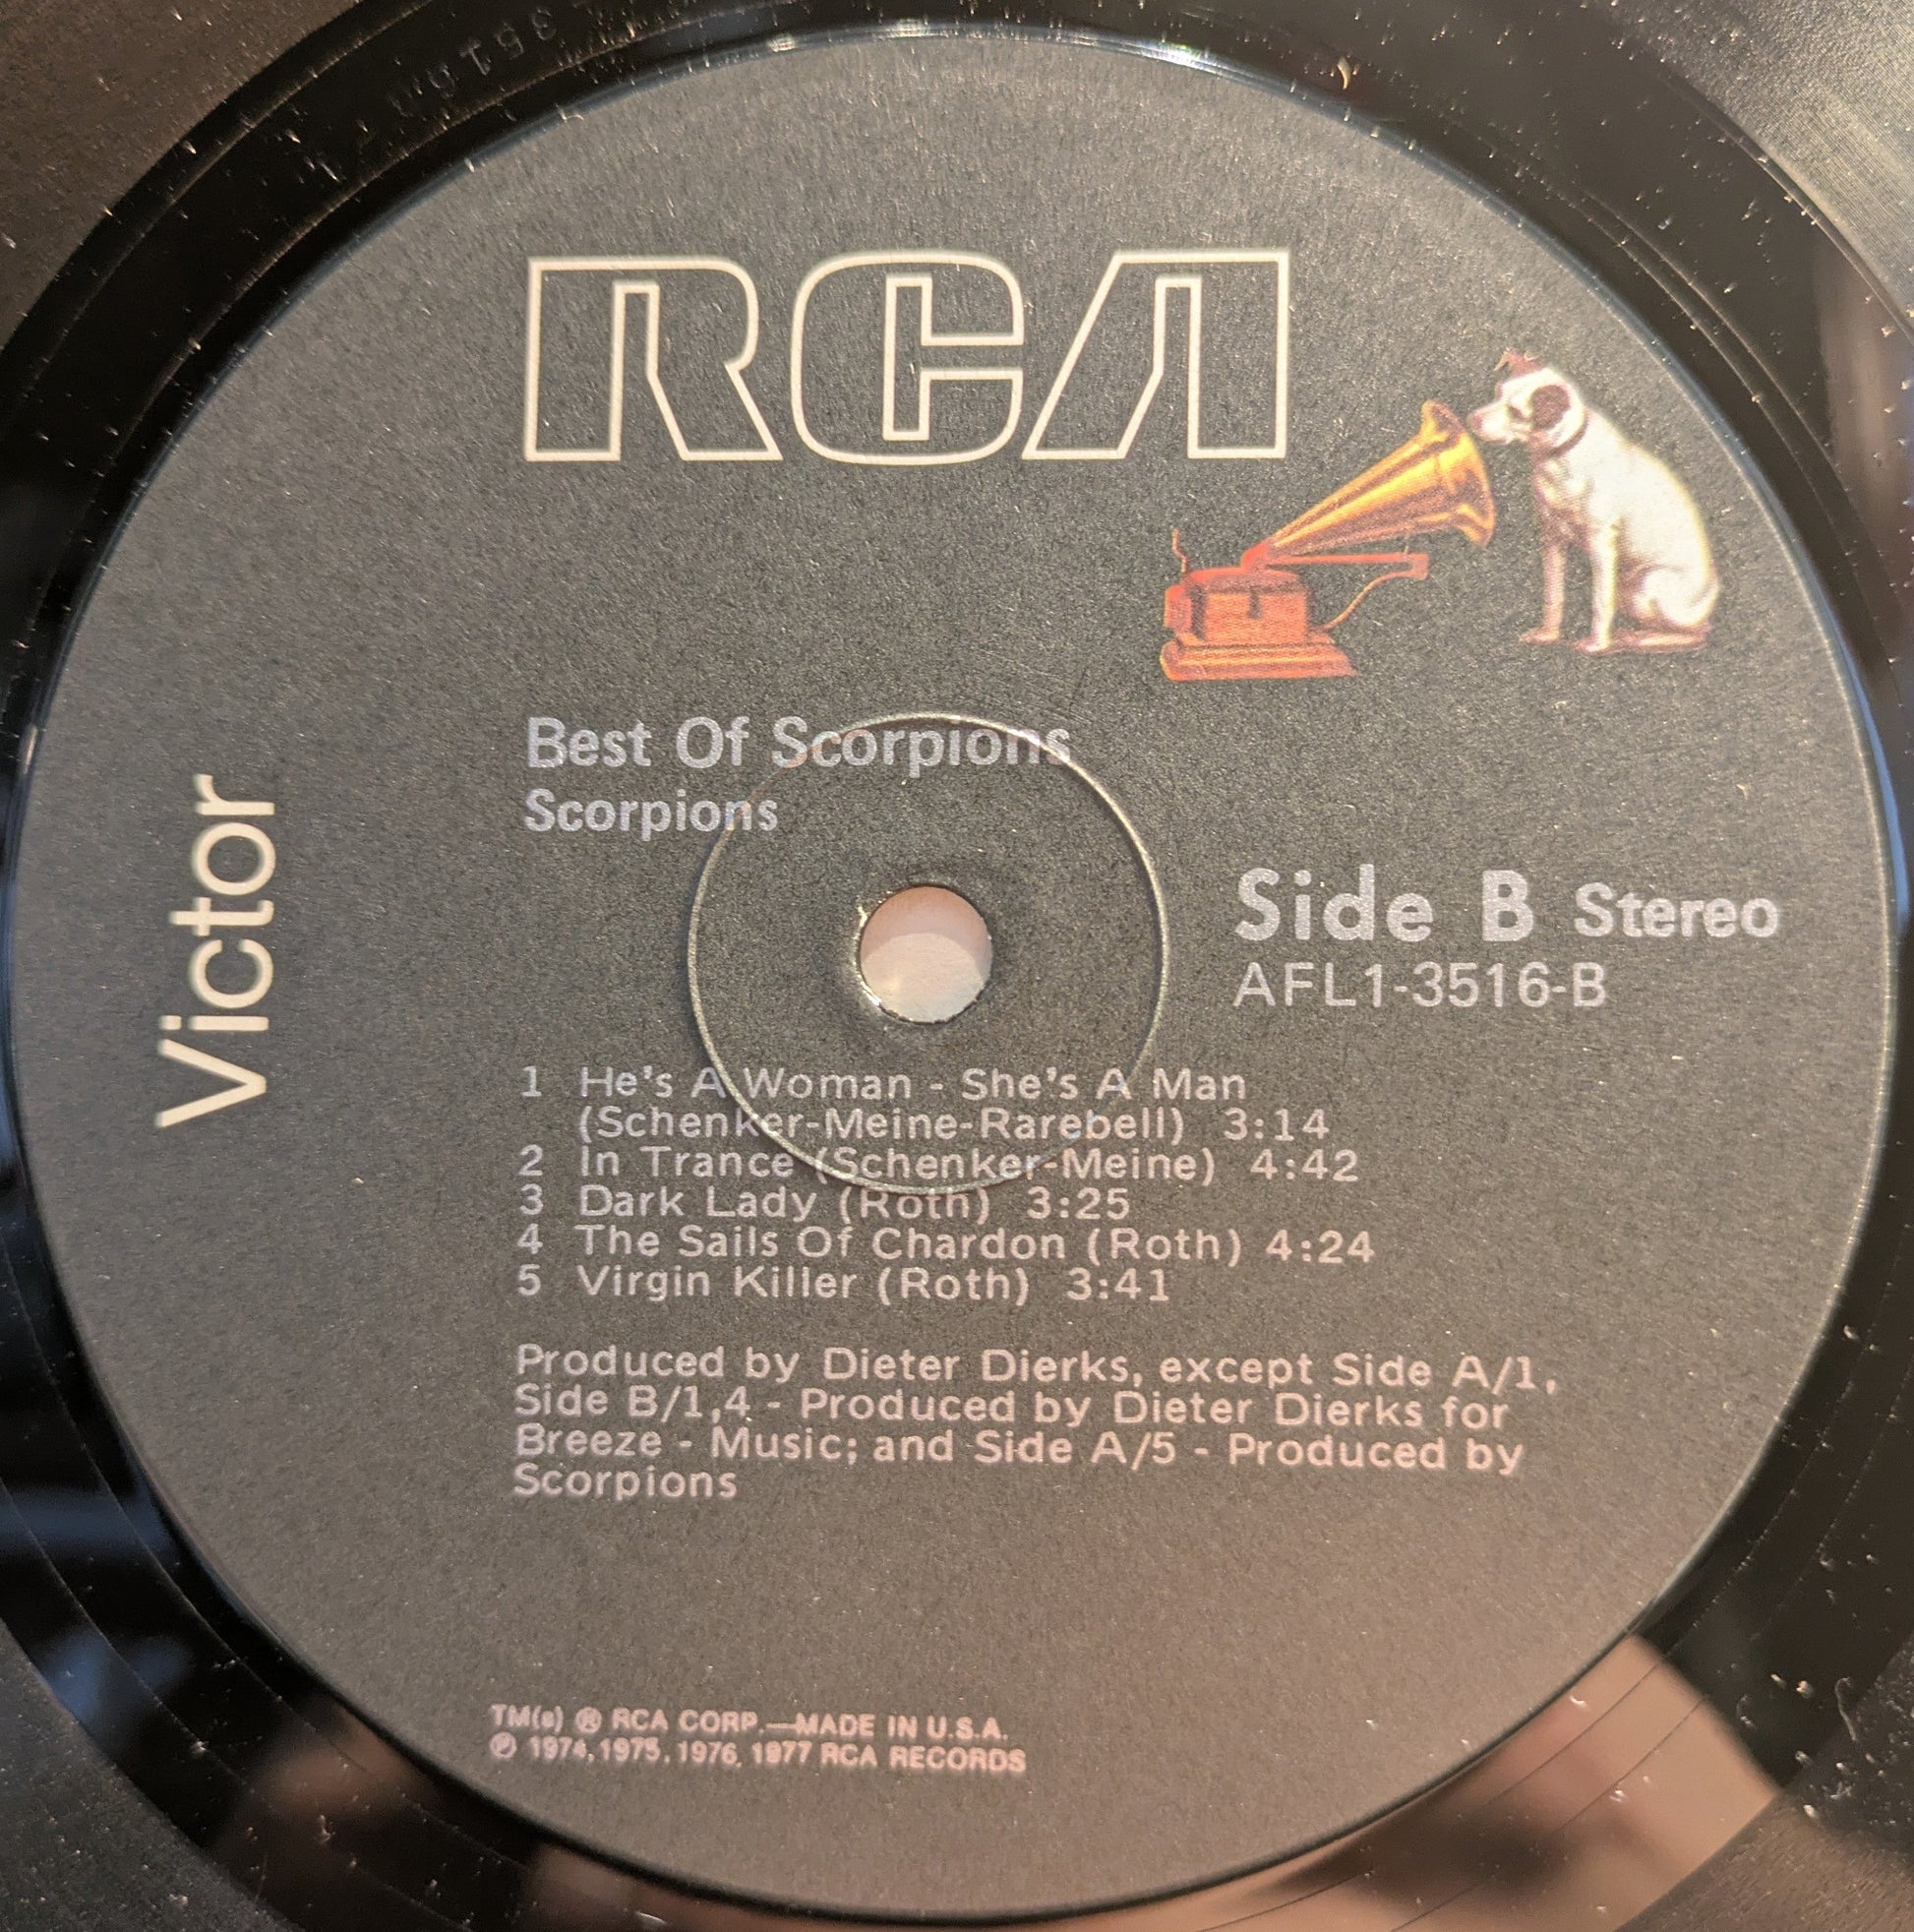 RCA
Victor
Best Of Scorpions
Scorpions
Side B Stereo
AFL1-3516-B
1 He's A Woman - She's A Man
(Schenker-Meine-Rarebell) 3:14
2 In Trance (Schenker-Meine) 4:42
3 Dark Lady (Roth) 3:25
4 The Sails Of Chardon (Roth) 4:24
5 Virgin Killer (Roth) 3:41
Produced by Dieter Dierks, except Side A/1,
Side B/1,4 - Produced by Dieter Dierks for
Breeze - Music; and Side A/5 - Produced by
Scorpions
TM(s) ® RCA CORP.—MADE IN U.S.A.
℗ 1974, 1975, 1976, 1977 RCA RECORDS